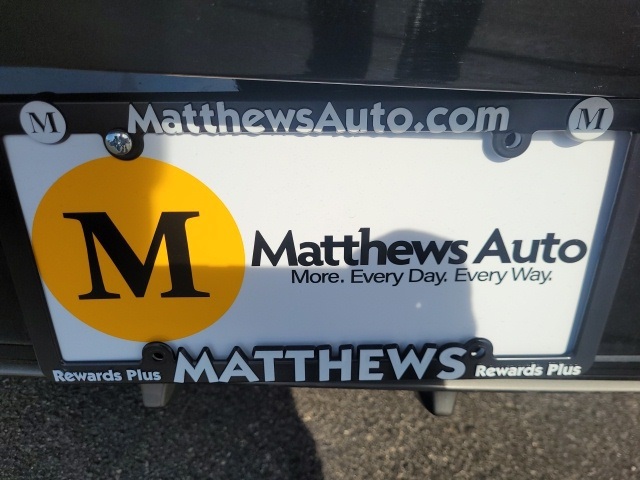 M MatthewsAuto.com M
M
Matthews Auto
More. Every Day. Every Way.
Rewards Plus MATTHEWS Rewards Plus